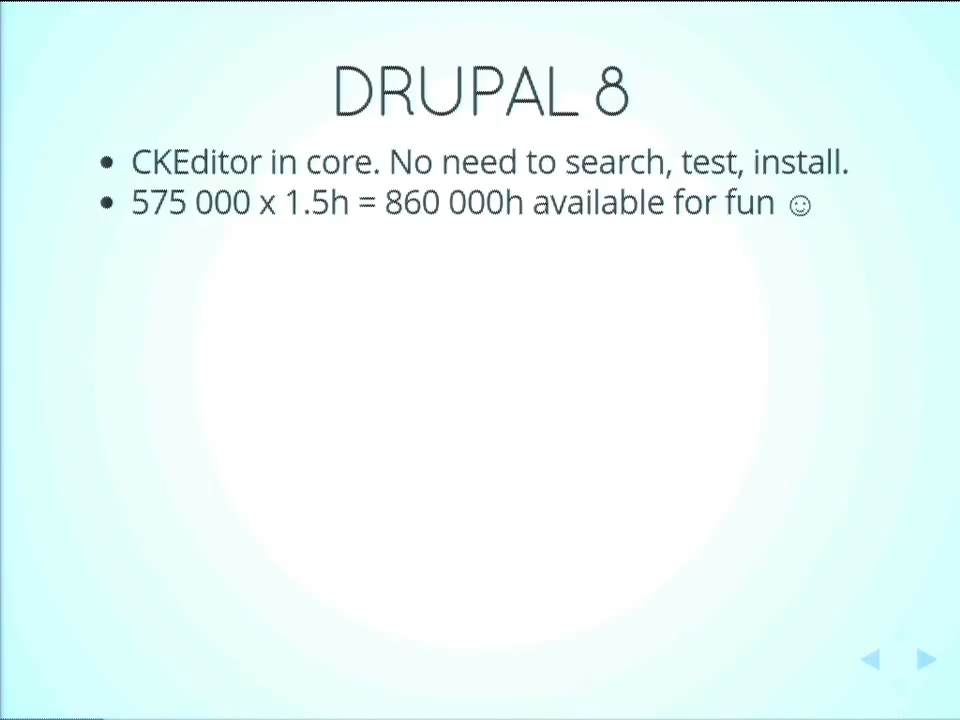 DRUPAL 8
• CKEditor in core. No need to search, test, install.
• 575 000 x 1.5h = 860 000h available for fun ☺